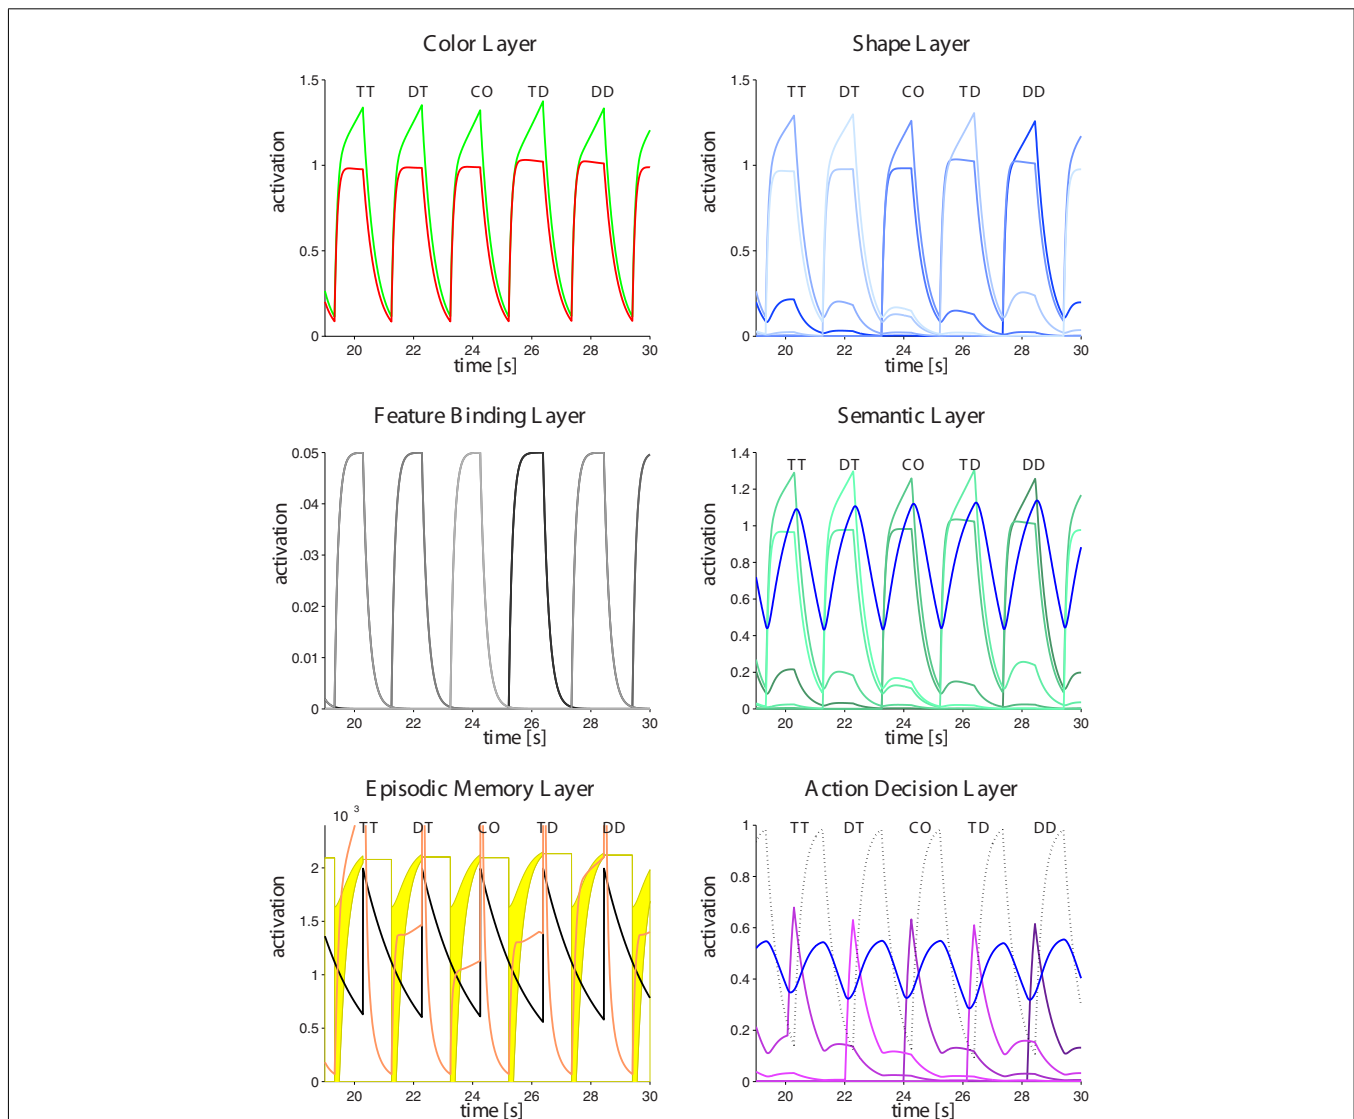 Color Layer
Shape Layer
1.5
TT DT CO TD DD
1
activation
0.5
0
20 22 24 26 28 30
time [s]
1.5
TT DT CO TD DD
1
activation
0.5
0
20 22 24 26 28 30
time [s]
Feature Binding Layer
Semantic Layer
0.05
.04
.03
activation
0.02
.01
0
20 22 24 26 28 30
time [s]
1.4
TT DT CO TD DD
1.2
1
activation
0.8
0.6
0.4
0.2
0
20 22 24 26 28 30
time [s]
Episodic Memory Layer
Action Decision Layer
10 3
TT DT CO TD DD
2
1.5
activation
1
0.5
0
20 22 24 26 28 30
time [s]
1
TT DT CO TD DD
0.8
activation
0.6
0.4
0.2
0
20 22 24 26 28 30
time [s]